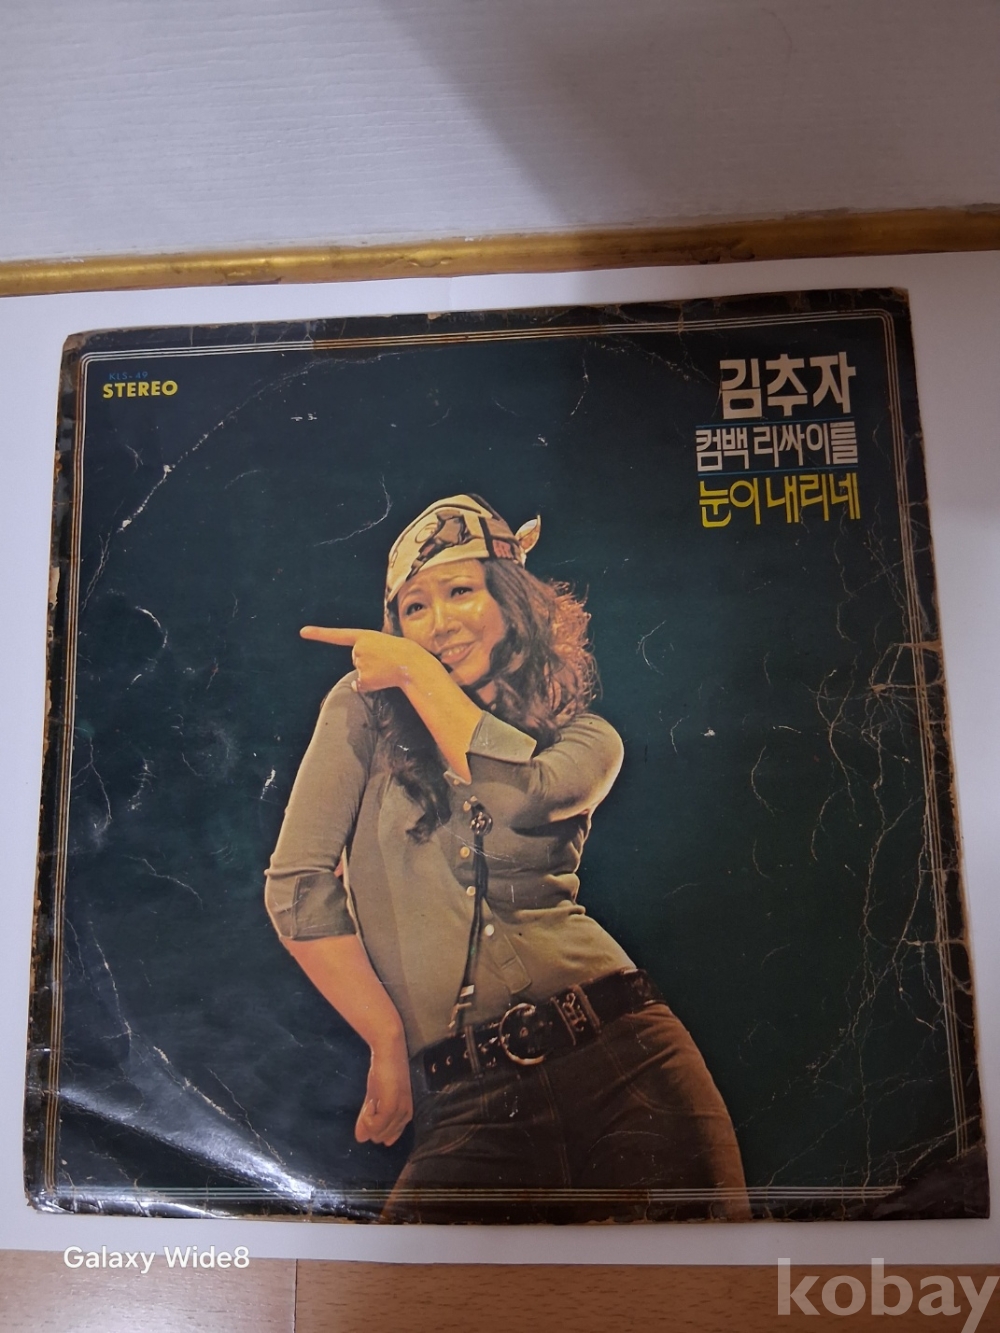 KLS-49
STEREO
김추자
컴백 리싸이틀
눈이 내리네
Galaxy Wide8
kobay